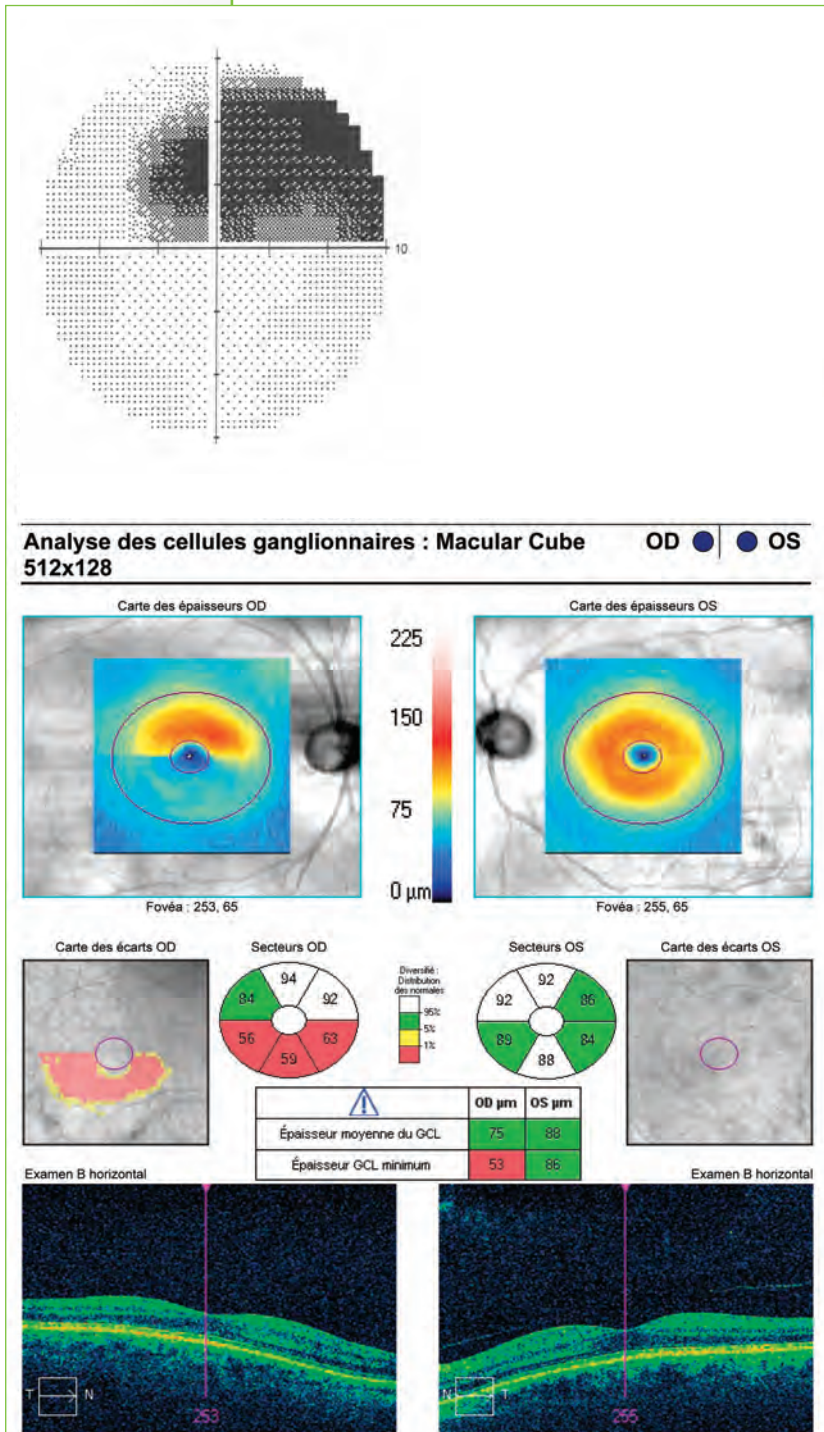 10
Analyse des cellules ganglionnaires : Macular Cube 512x128
OD OS
Carte des épaisseurs OD
Carte des épaisseurs OS
225
150
75
0 µm
Fovéa : 253, 65
Fovéa : 255, 65
Carte des écarts OD
Secteurs OD
Secteurs OS
Carte des écarts OS
Diversifié :
Distribution
des normales
95%
5%
1%
94
84
92
56
63
59
92
92
86
89
84
88
OD µm OS µm
Épaisseur moyenne du GCL 75 88
Épaisseur GCL minimum 53 86
Examen B horizontal
Examen B horizontal
T N
253
N T
255